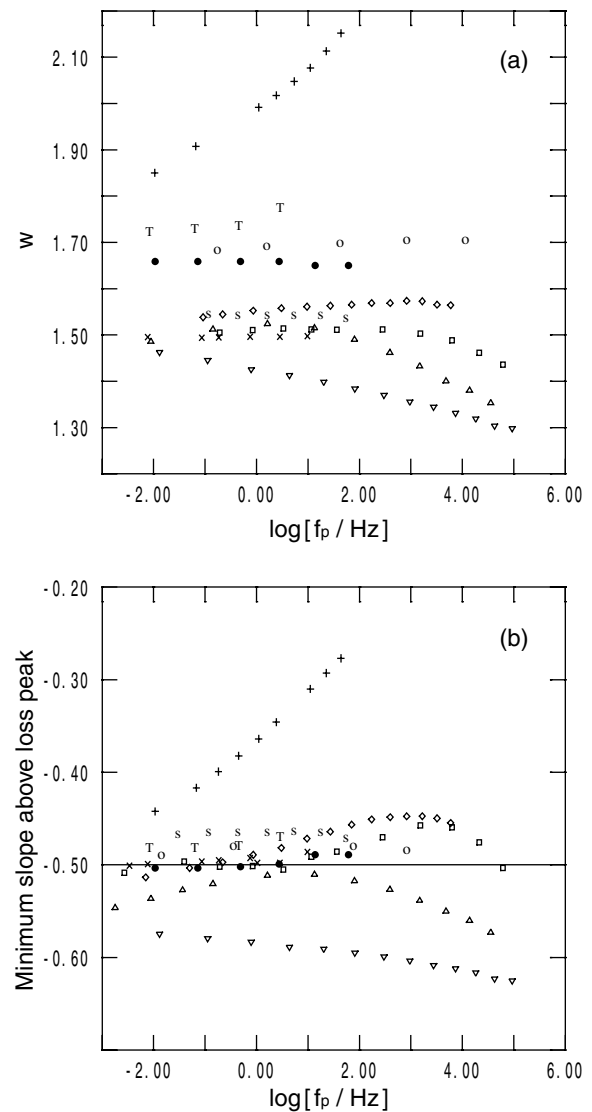 (a)
2.10
1.90
w
1.70
1.50
1.30
-2.00 0.00 2.00 4.00 6.00
log[fp / Hz]
-0.20
(b)
-0.30
-0.40
Minimum slope above loss peak
-0.50
-0.60
-2.00 0.00 2.00 4.00 6.00
log[fp / Hz]